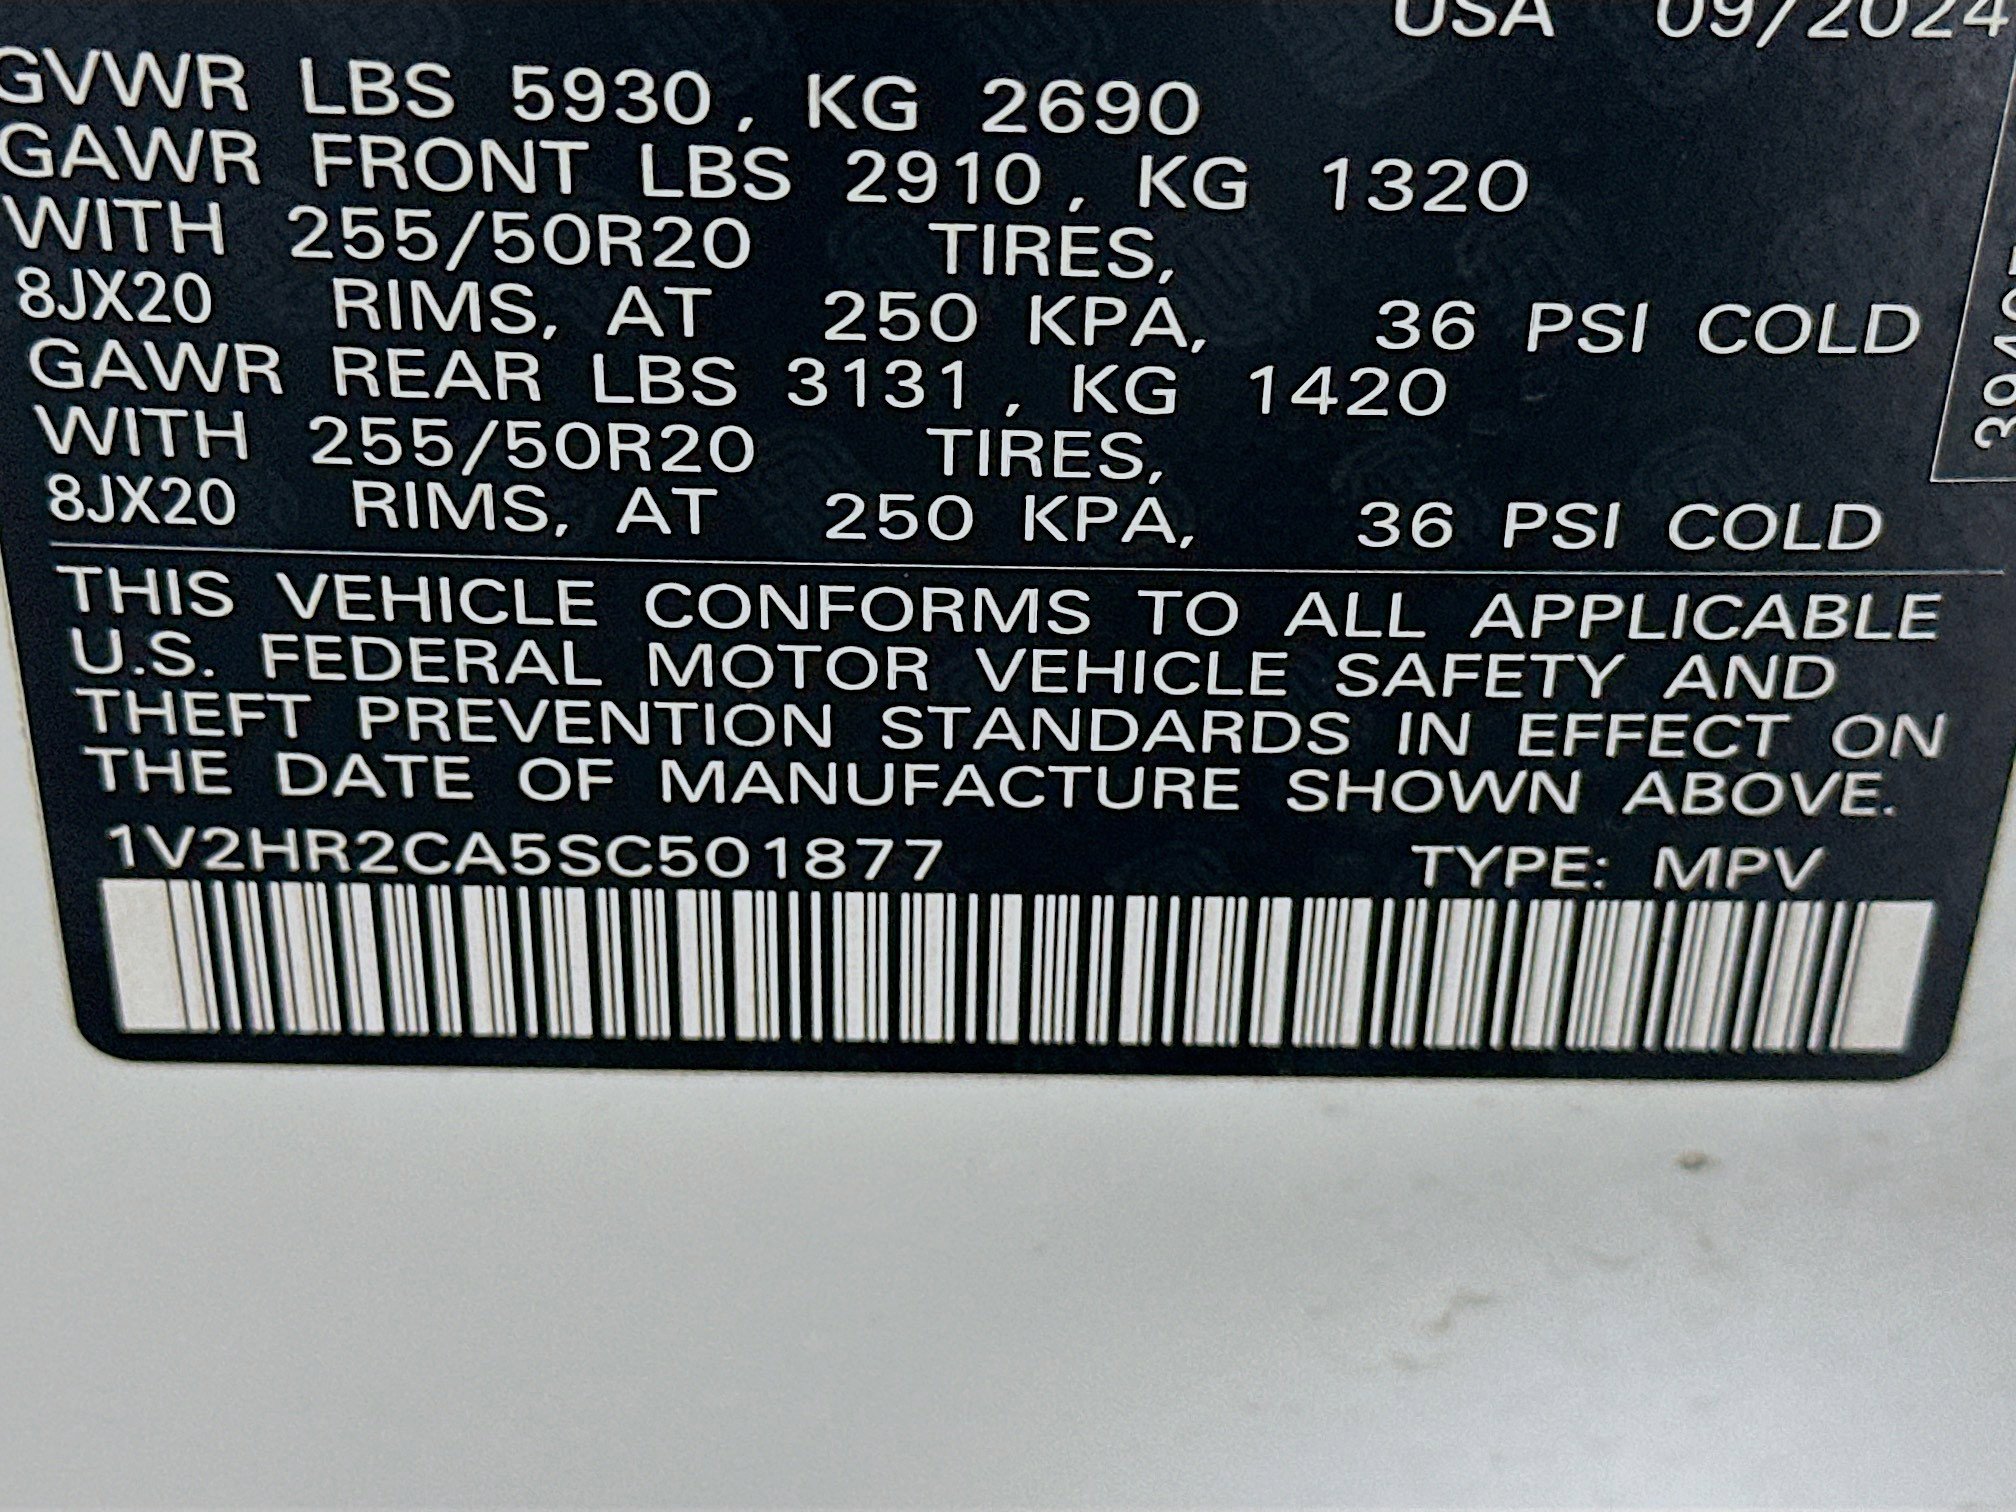 USA 09/2024
GVWR LBS 5930, KG 2690
GAWR FRONT LBS 2910, KG 1320
WITH 255/50R20 TIRES,
8JX20 RIMS, AT 250 KPA, 36 PSI COLD
GAWR REAR LBS 3131, KG 1420
WITH 255/50R20 TIRES,
8JX20 RIMS, AT 250 KPA, 36 PSI COLD
THIS VEHICLE CONFORMS TO ALL APPLICABLE
U.S. FEDERAL MOTOR VEHICLE SAFETY AND
THEFT PREVENTION STANDARDS IN EFFECT ON
THE DATE OF MANUFACTURE SHOWN ABOVE.
1V2HR2CA5SC501877 TYPE: MPV